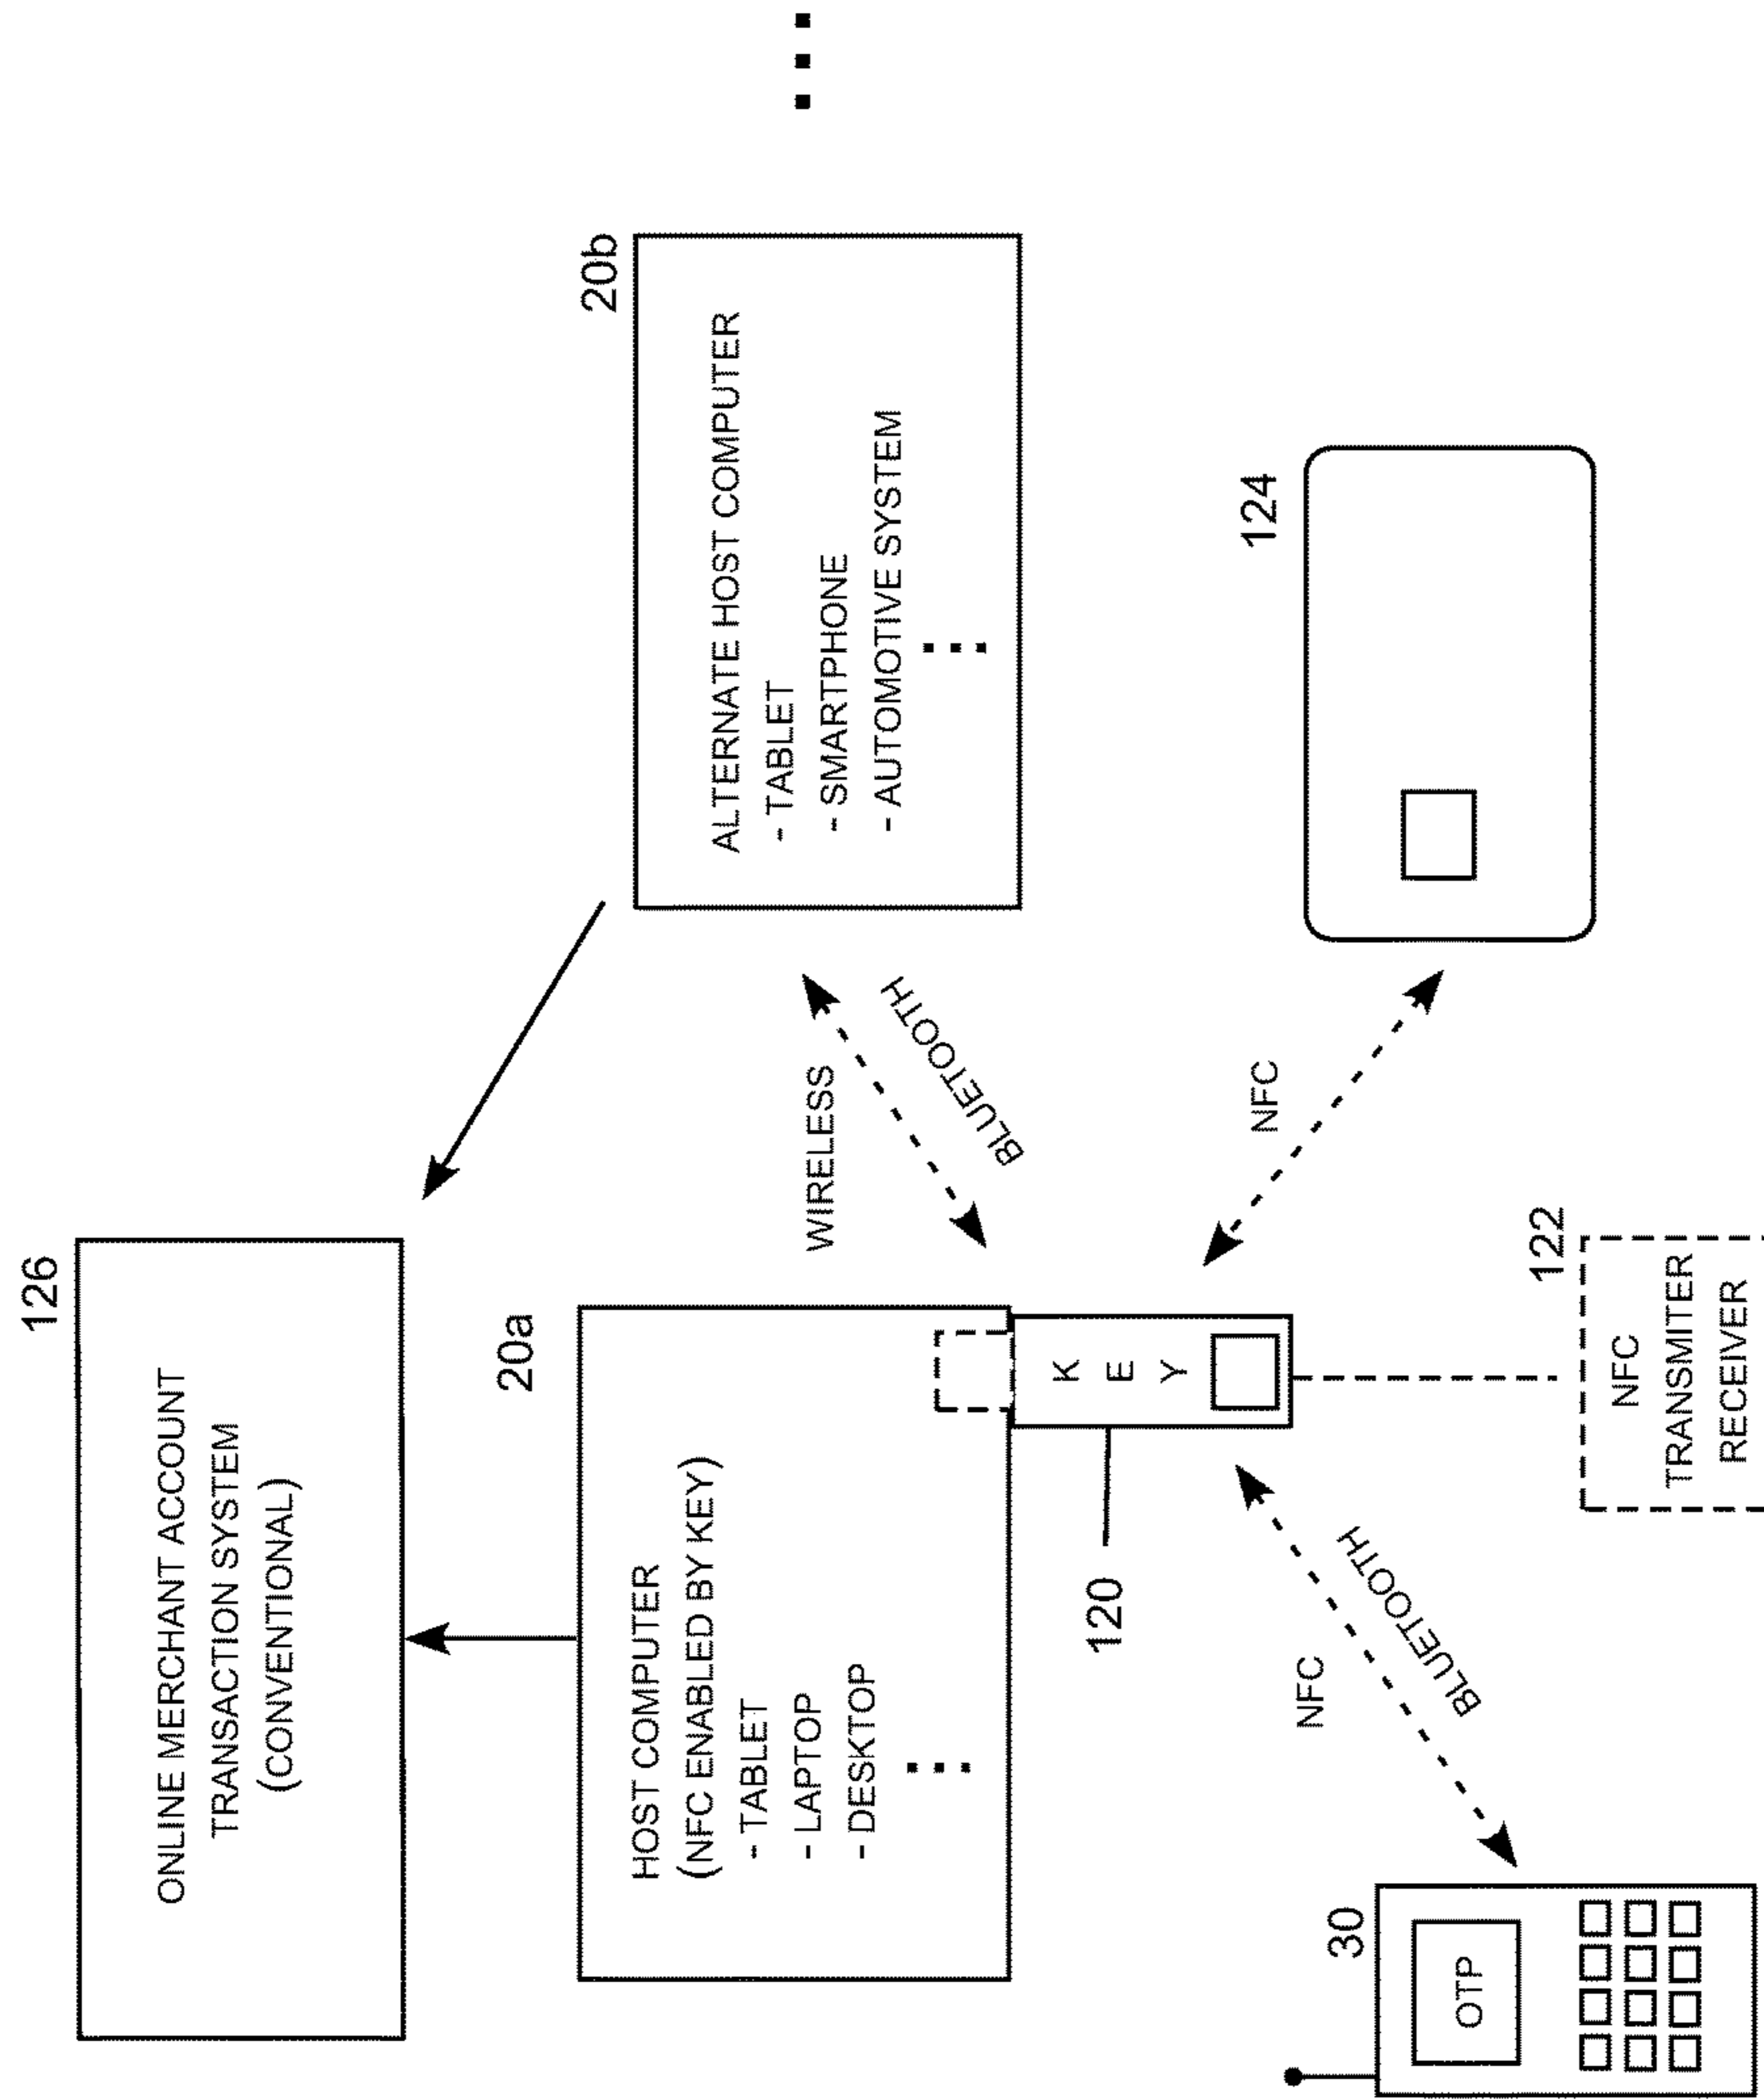 126
ONLINE MERCHANT ACCOUNT
TRANSACTION SYSTEM
(CONVENTIONAL)
20a
HOST COMPUTER
(NFC ENABLED BY KEY)
- TABLET
- LAPTOP
- DESKTOP
20b
ALTERNATE HOST COMPUTER
- TABLET
- SMARTPHONE
- AUTOMOTIVE SYSTEM
WIRELESS
BLUETOOTH
KEY
120
NFC
BLUETOOTH
NFC
124
30
OTP
122
NFC
TRANSMITER
RECEIVER